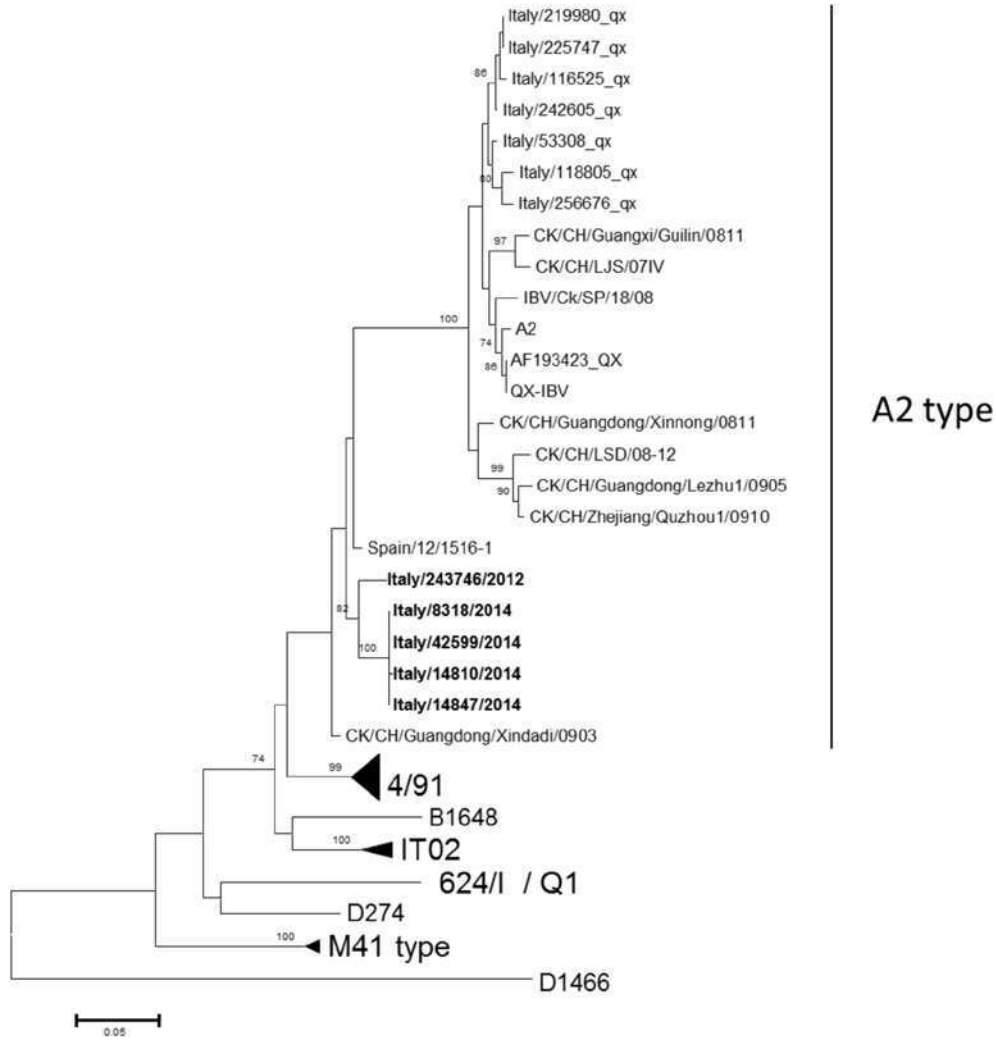 Italy/219980_qx
Italy/225747_qx
86
Italy/116525_qx
Italy/242605_qx
Italy/53308_qx
80
Italy/118805_qx
Italy/256676_qx
97
CK/CH/Guangxi/Guilin/0811
CK/CH/LJS/07IV
IBV/Ck/SP/18/08
100
A2
74
AF193423_QX
86
QX-IBV
A2 type
CK/CH/Guangdong/Xinnong/0811
CK/CH/LSD/08-12
99
CK/CH/Guangdong/Lezhu1/0905
90
CK/CH/Zhejiang/Quzhou1/0910
Spain/12/1516-1
Italy/243746/2012
82
Italy/8318/2014
Italy/42599/2014
100
Italy/14810/2014
Italy/14847/2014
CK/CH/Guangdong/Xindadi/0903
74
99
4/91
B1648
100
IT02
624/I / Q1
D274
100
M41 type
D1466
0.05